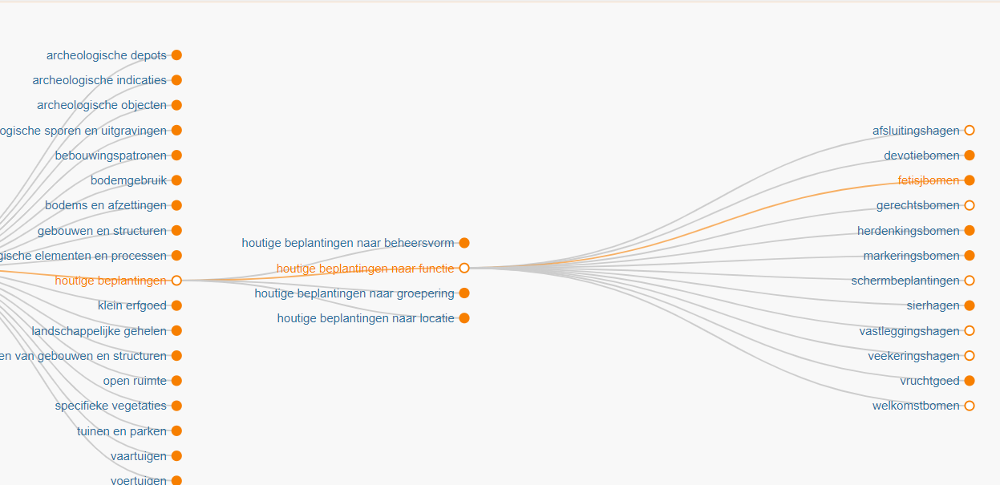 archeologische depots
archeologische indicaties
archeologische objecten
ogische sporen en uitgravingen
bebouwingspatronen
bodemgebruik
bodems en afzettingen
gebouwen en structuren
gische elementen en processen
houtige beplantingen
klein erfgoed
landschappelijke gehelen
en van gebouwen en structuren
open ruimte
specifieke vegetaties
tuinen en parken
vaartuigen
voertuigen
houtige beplantingen naar beheersvorm
houtige beplantingen naar functie
houtige beplantingen naar groepering
houtige beplantingen naar locatie
afsluitingshagen
devotiebomen
fetisjbomen
gerechtsbomen
herdenkingsbomen
markeringsbomen
schermbeplantingen
sierhagen
vastleggingshagen
veekeringshagen
vruchtgoed
welkomstbomen